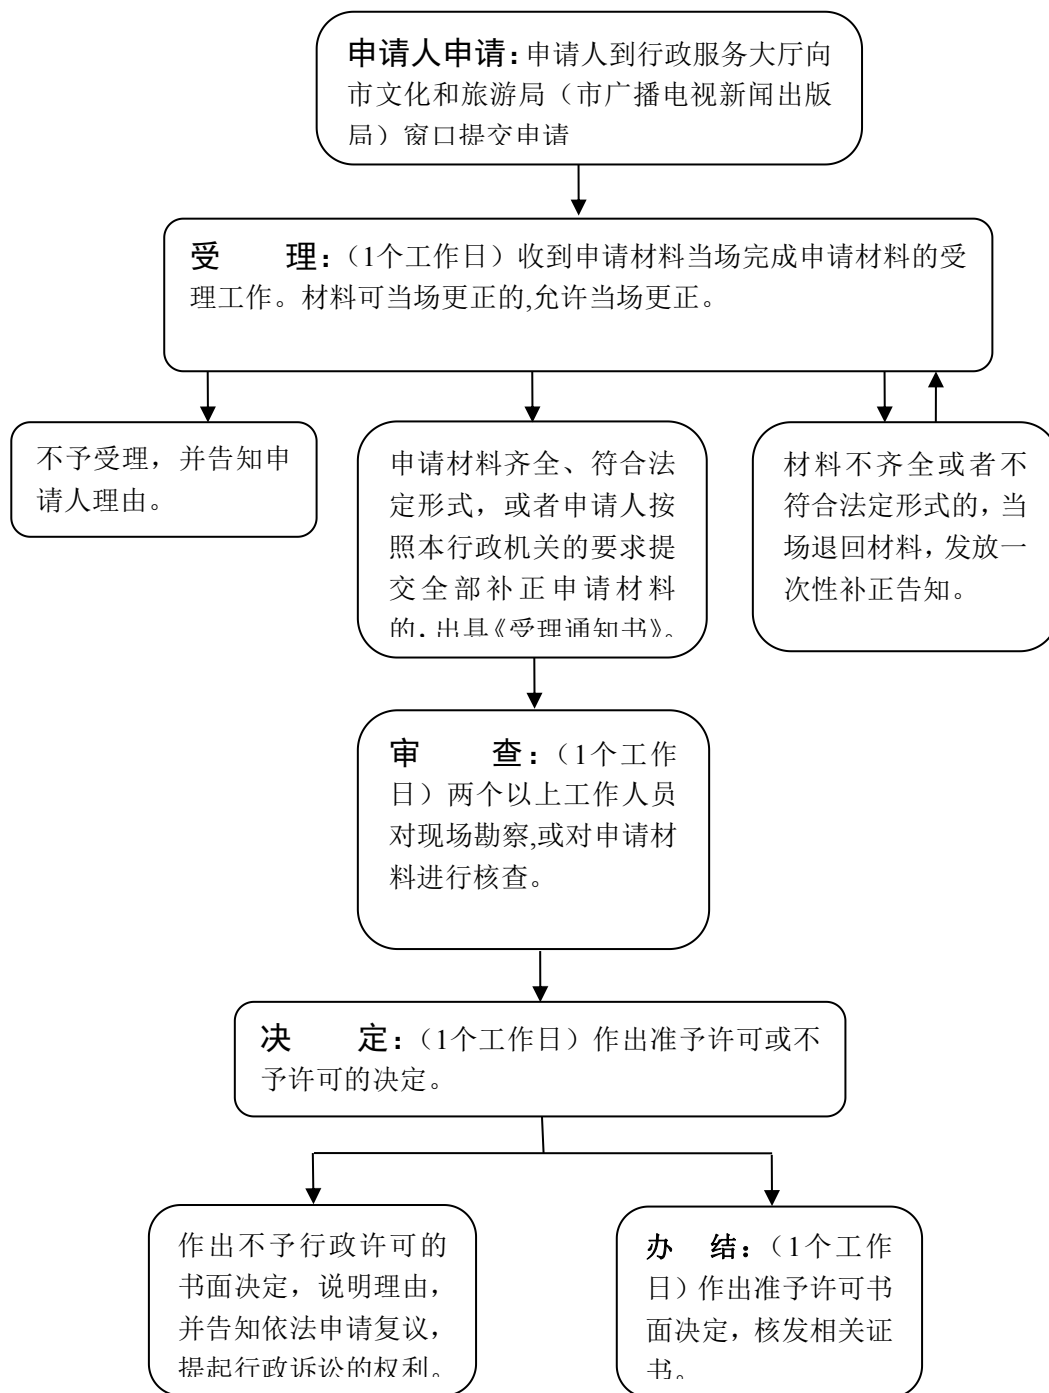 申请人申请：申请人到行政服务大厅向
市文化和旅游局（市广播电视新闻出版
局）窗口提交申请
受　　理：（1个工作日）收到申请材料当场完成申请材料的受
理工作。材料可当场更正的,允许当场更正。
不予受理，并告知申
请人理由。
申请材料齐全、符合法
定形式，或者申请人按
照本行政机关的要求提
交全部补正申请材料
的，出具《受理通知书》。
材料不齐全或者不
符合法定形式的，当
场退回材料，发放一
次性补正告知。
审　　查：（1个工作
日）两个以上工作人员
对现场勘察,或对申请材
料进行核查。
决　　定：（1个工作日）作出准予许可或不
予许可的决定。
作出不予行政许可的
书面决定，说明理由，
并告知依法申请复议，
提起行政诉讼的权利。
办　结：（1个工作
日）作出准予许可书
面决定，核发相关证
书。